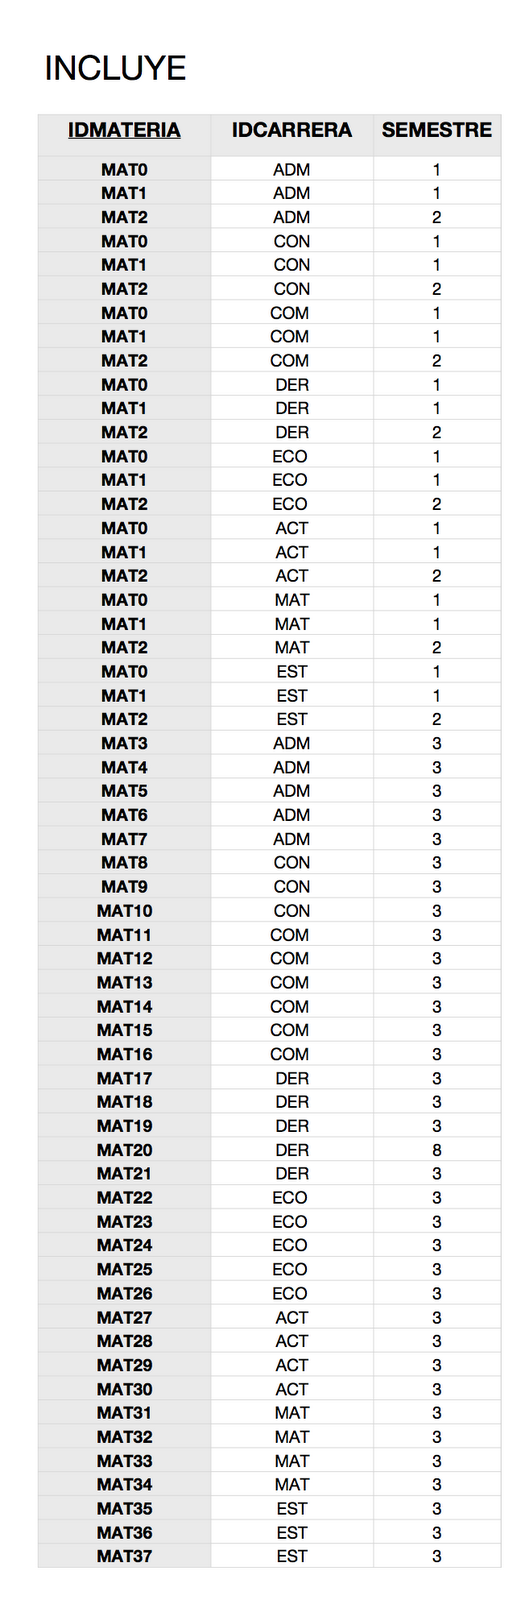 INCLUYE
IDMATERIA IDCARRERA SEMESTRE
MAT0 ADM 1
MAT1 ADM 1
MAT2 ADM 2
MAT0 CON 1
MAT1 CON 1
MAT2 CON 2
MAT0 COM 1
MAT1 COM 1
MAT2 COM 2
MAT0 DER 1
MAT1 DER 1
MAT2 DER 2
MAT0 ECO 1
MAT1 ECO 1
MAT2 ECO 2
MAT0 ACT 1
MAT1 ACT 1
MAT2 ACT 2
MAT0 MAT 1
MAT1 MAT 1
MAT2 MAT 2
MAT0 EST 1
MAT1 EST 1
MAT2 EST 2
MAT3 ADM 3
MAT4 ADM 3
MAT5 ADM 3
MAT6 ADM 3
MAT7 ADM 3
MAT8 CON 3
MAT9 CON 3
MAT10 CON 3
MAT11 COM 3
MAT12 COM 3
MAT13 COM 3
MAT14 COM 3
MAT15 COM 3
MAT16 COM 3
MAT17 DER 3
MAT18 DER 3
MAT19 DER 3
MAT20 DER 8
MAT21 DER 3
MAT22 ECO 3
MAT23 ECO 3
MAT24 ECO 3
MAT25 ECO 3
MAT26 ECO 3
MAT27 ACT 3
MAT28 ACT 3
MAT29 ACT 3
MAT30 ACT 3
MAT31 MAT 3
MAT32 MAT 3
MAT33 MAT 3
MAT34 MAT 3
MAT35 EST 3
MAT36 EST 3
MAT37 EST 3